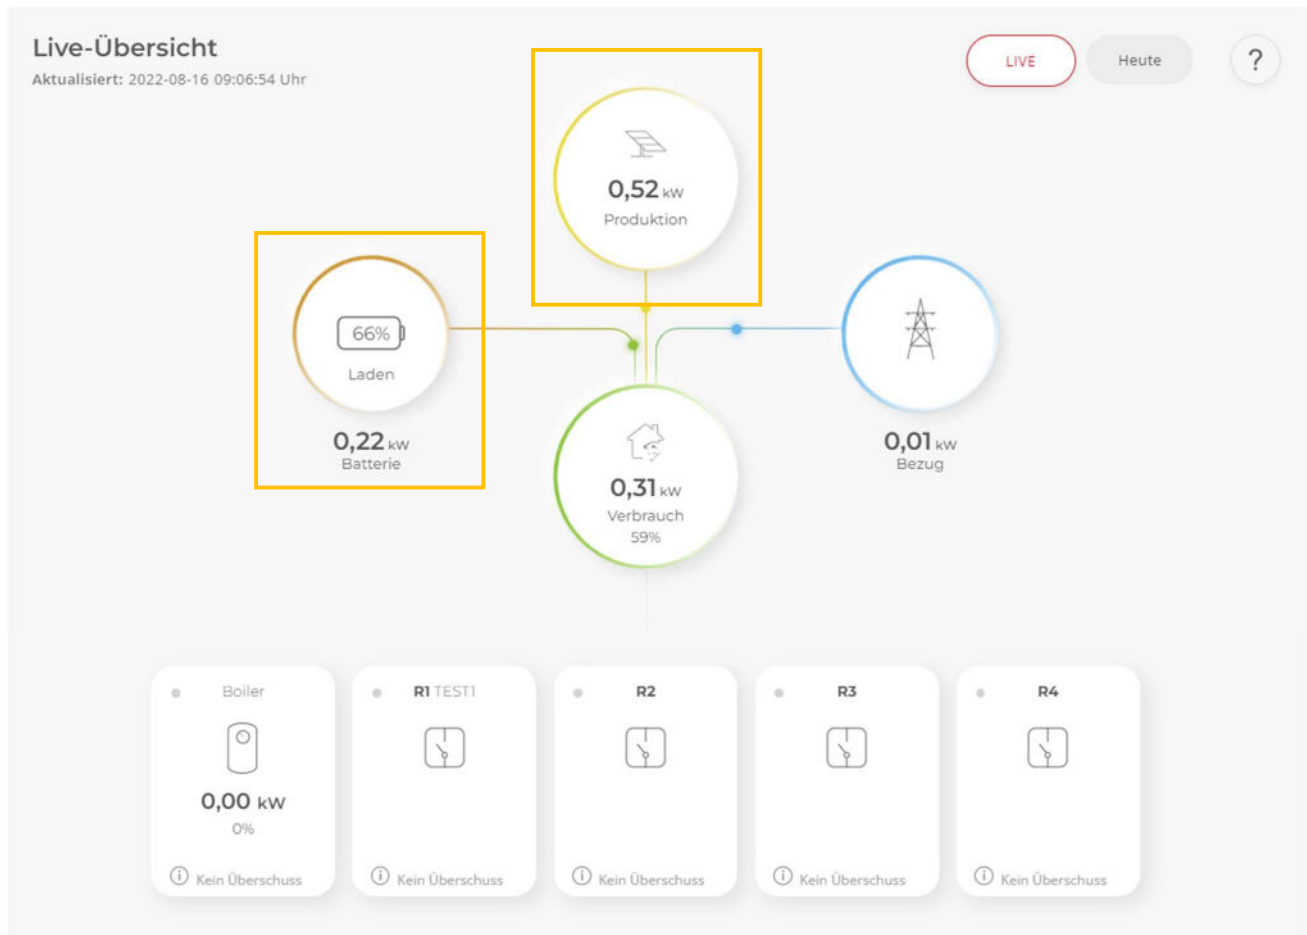 Live-Übersicht
Aktualisiert: 2022-08-16 09:06:54 Uhr
LIVE
Heute
?
0,52 kW
Produktion
66%
Laden
0,22 kW
Batterie
0,01 kW
Bezug
0,31 kW
Verbrauch
59%
Boiler
0,00 kW
0%
Kein Überschuss
R1 TEST1
Kein Überschuss
R2
Kein Überschuss
R3
Kein Überschuss
R4
Kein Überschuss